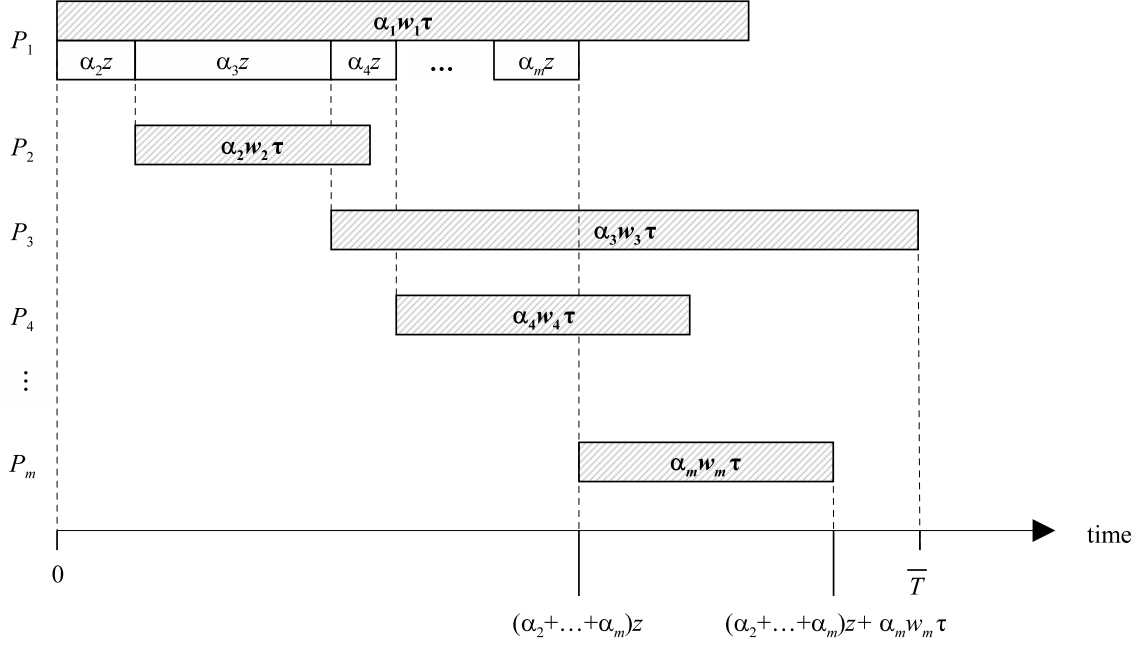 α₁w₁τ
P₁
α₂z α₃z α₄z ... αₘz
P₂ α₂w₂τ
P₃ α₃w₃τ
P₄ α₄w₄τ
⋮
Pₘ αₘwₘτ
time
0 T̅
(α₂+…+αₘ)z (α₂+…+αₘ)z+ αₘwₘτ